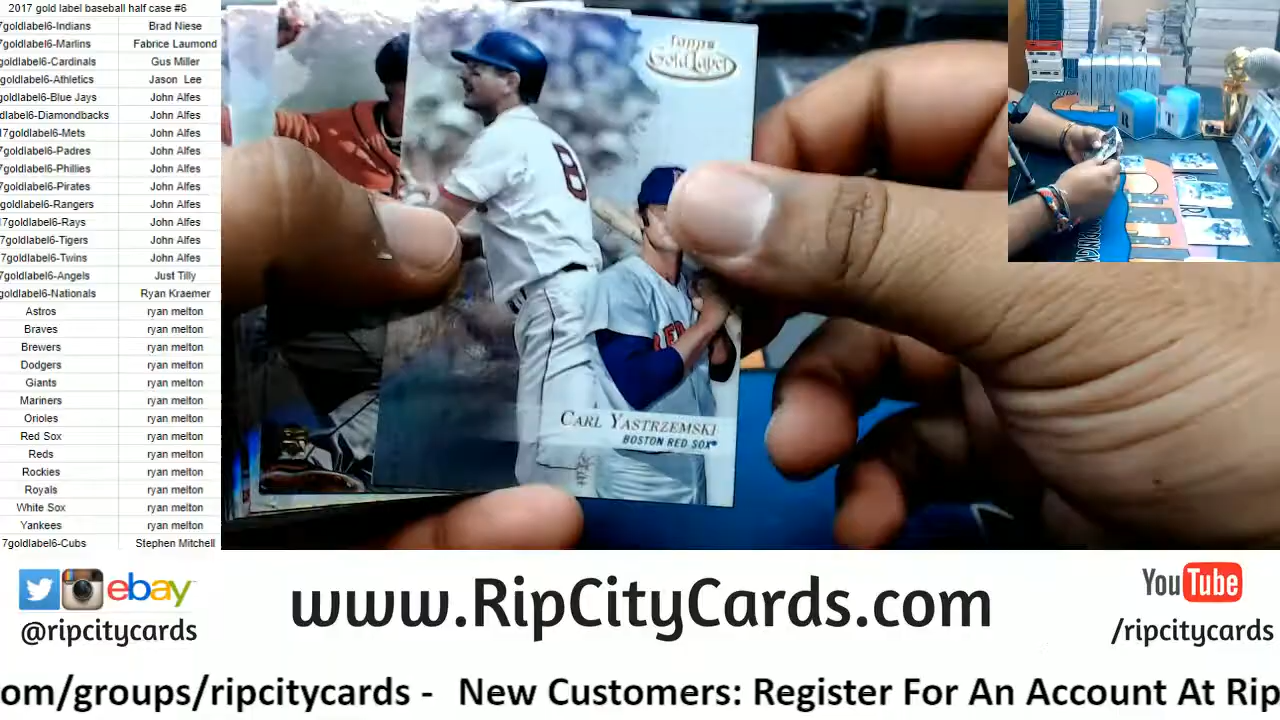 2017 gold label baseball half case #6
7goldlabel6-Indians Brad Niese
7goldlabel6-Marlins Fabrice Laumond
goldlabel6-Cardinals Gus Miller
goldlabel6-Athletics Jason Lee
goldlabel6-Blue Jays John Alfes
oldlabel6-Diamondbacks John Alfes
17goldlabel6-Mets John Alfes
7goldlabel6-Padres John Alfes
7goldlabel6-Phillies John Alfes
7goldlabel6-Pirates John Alfes
7goldlabel6-Rangers John Alfes
17goldlabel6-Rays John Alfes
7goldlabel6-Tigers John Alfes
7goldlabel6-Twins John Alfes
7goldlabel6-Angels Just Tilly
goldlabel6-Nationals Ryan Kraemer
Astros ryan melton
Braves ryan melton
Brewers ryan melton
Dodgers ryan melton
Giants ryan melton
Mariners ryan melton
Orioles ryan melton
Red Sox ryan melton
Reds ryan melton
Rockies ryan melton
Royals ryan melton
White Sox ryan melton
Yankees ryan melton
7goldlabel6-Cubs Stephen Mitchell
Topps
Gold Label
8
CARL YASTRZEMSKI
BOSTON RED SOX
ebay
@ripcitycards
www.RipCityCards.com
YouTube
/ripcitycards
om/groups/ripcitycards - New Customers: Register For An Account At Rip